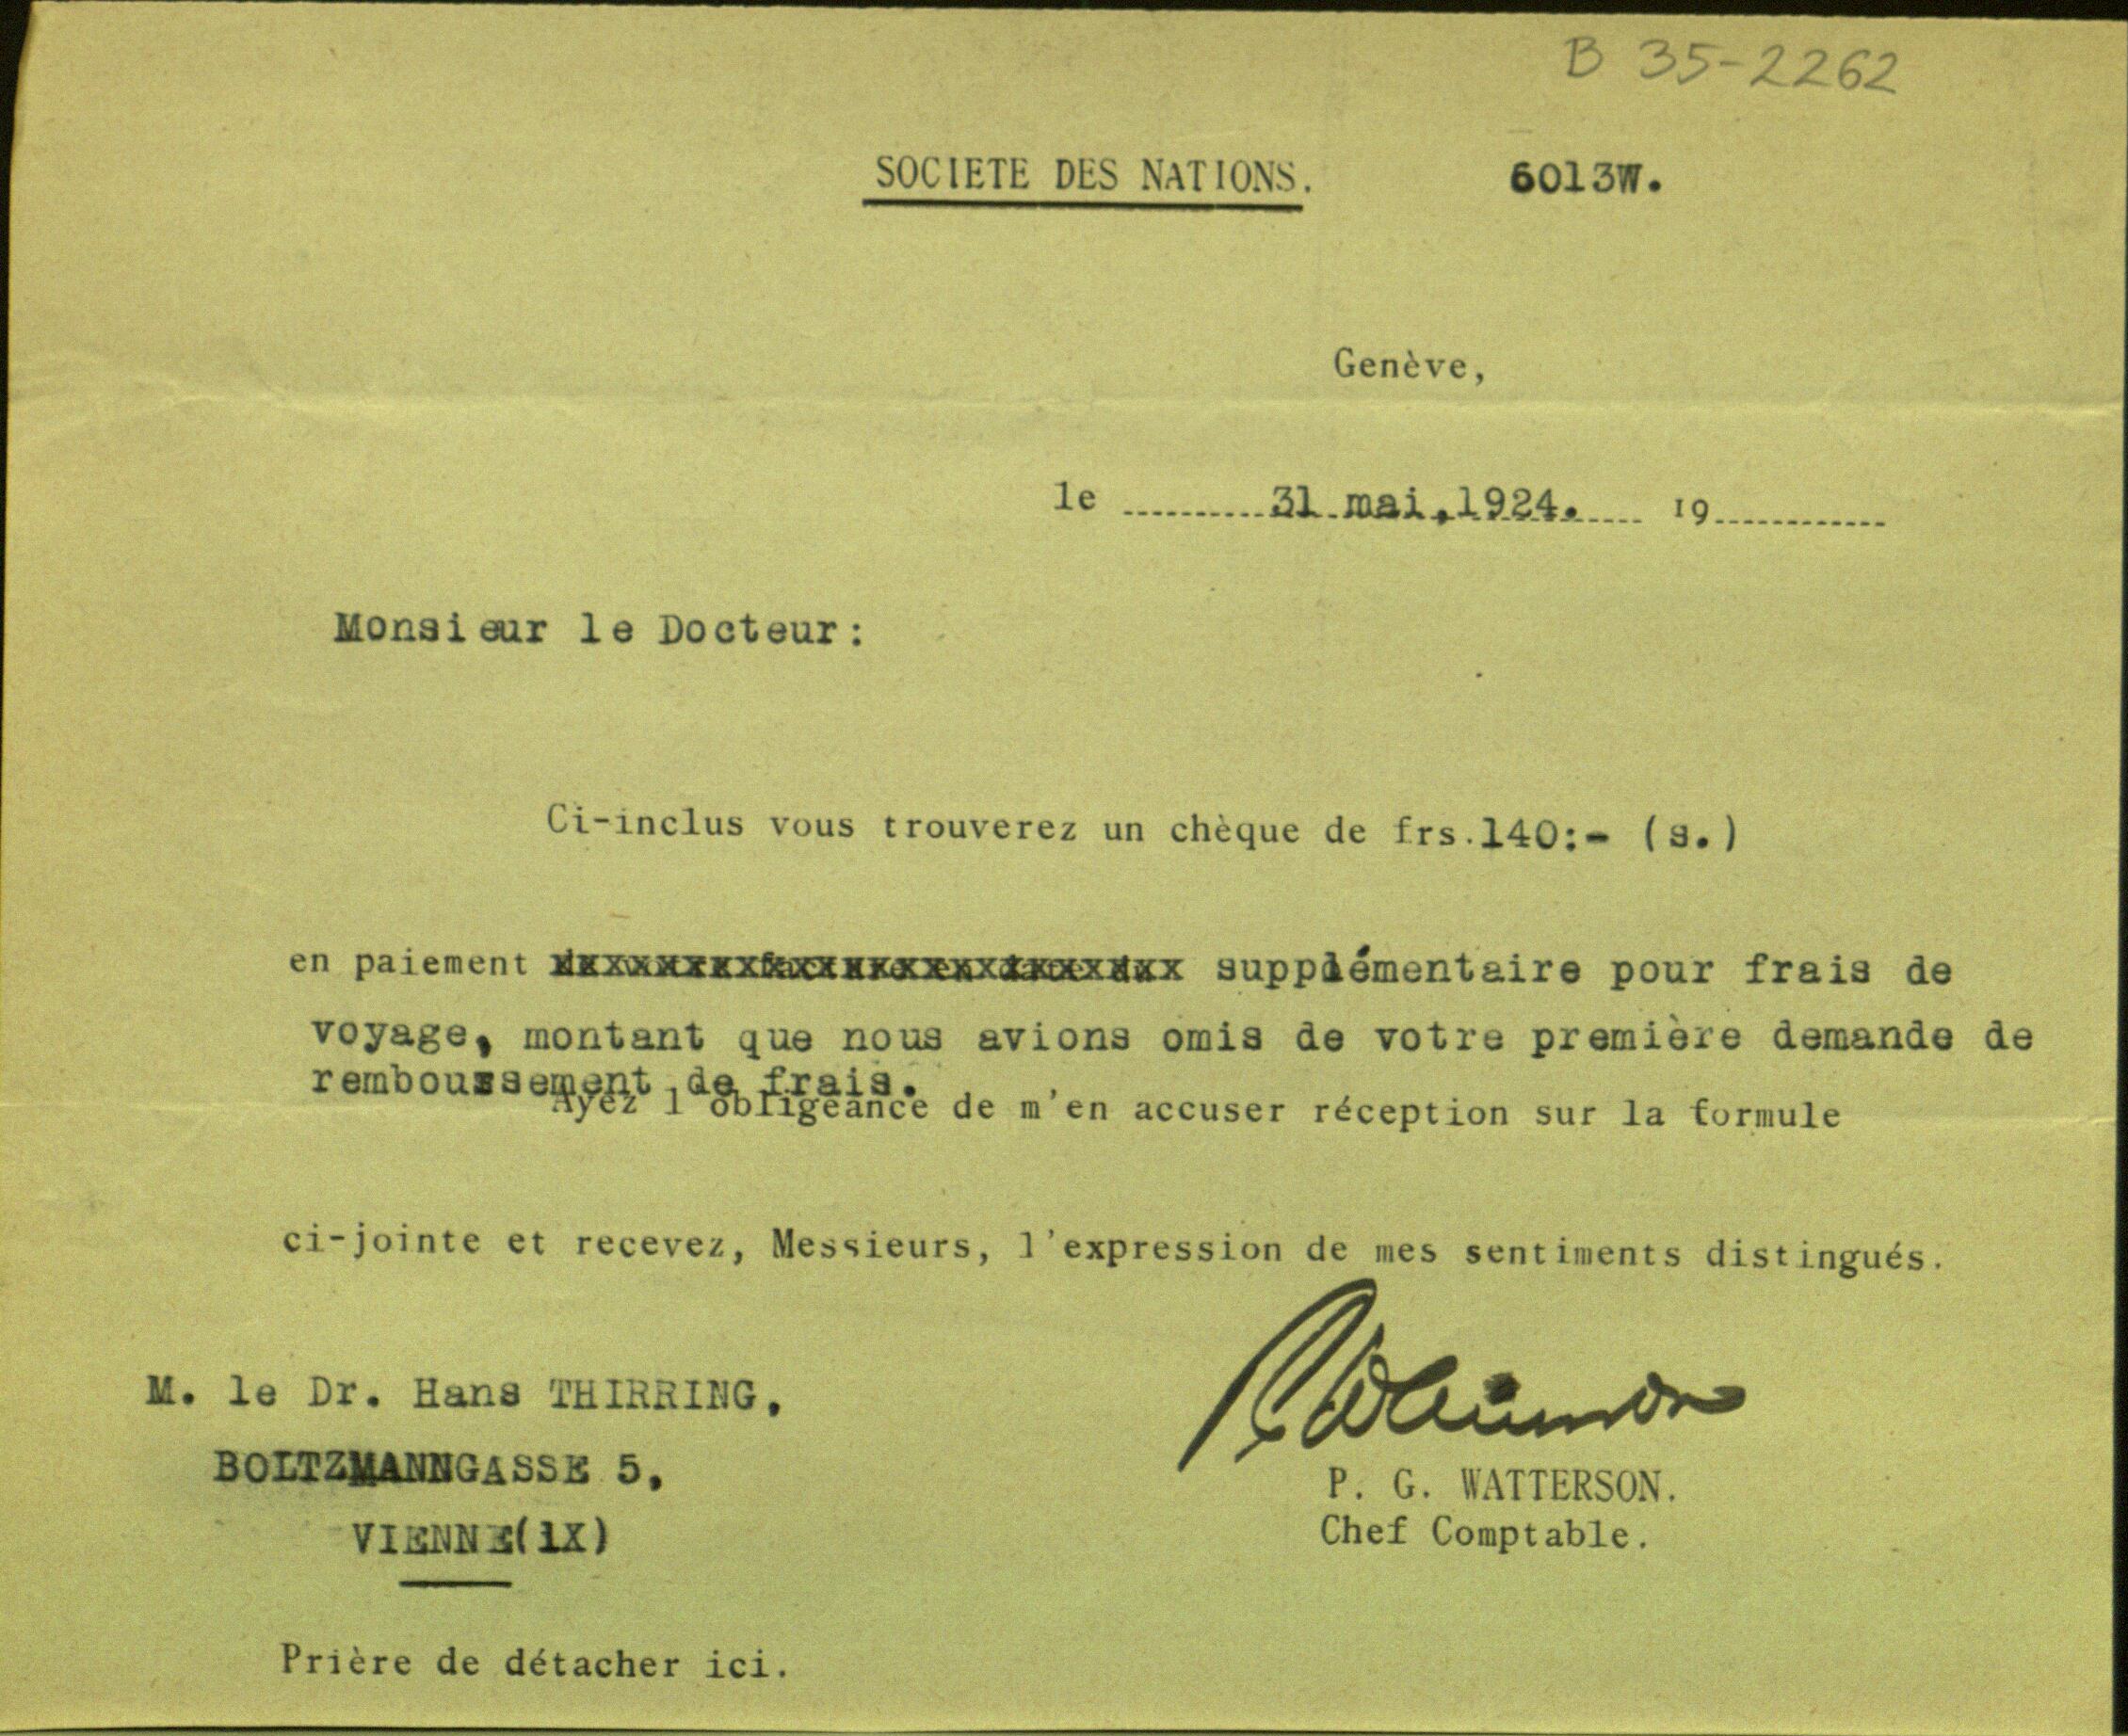 B 35-2262
SOCIETE DES NATIONS. 6013W.
Genève,
le 31 mai,1924. 19
Monsieur le Docteur:
Ci-inclus vous trouverez un chèque de frs.140:- (s.)
en paiement supplémentaire pour frais de
voyage, montant que nous avions omis de votre première demande de
remboursement de frais.
Ayez l'obligeance de m'en accuser réception sur la formule
ci-jointe et recevez, Messieurs, l'expression de mes sentiments distingués.
M. le Dr. Hans THIRRING.
BOLTZMANNGASSE 5,
VIENNE(IX)
P. G. WATTERSON.
Chef Comptable.
Prière de détacher ici.